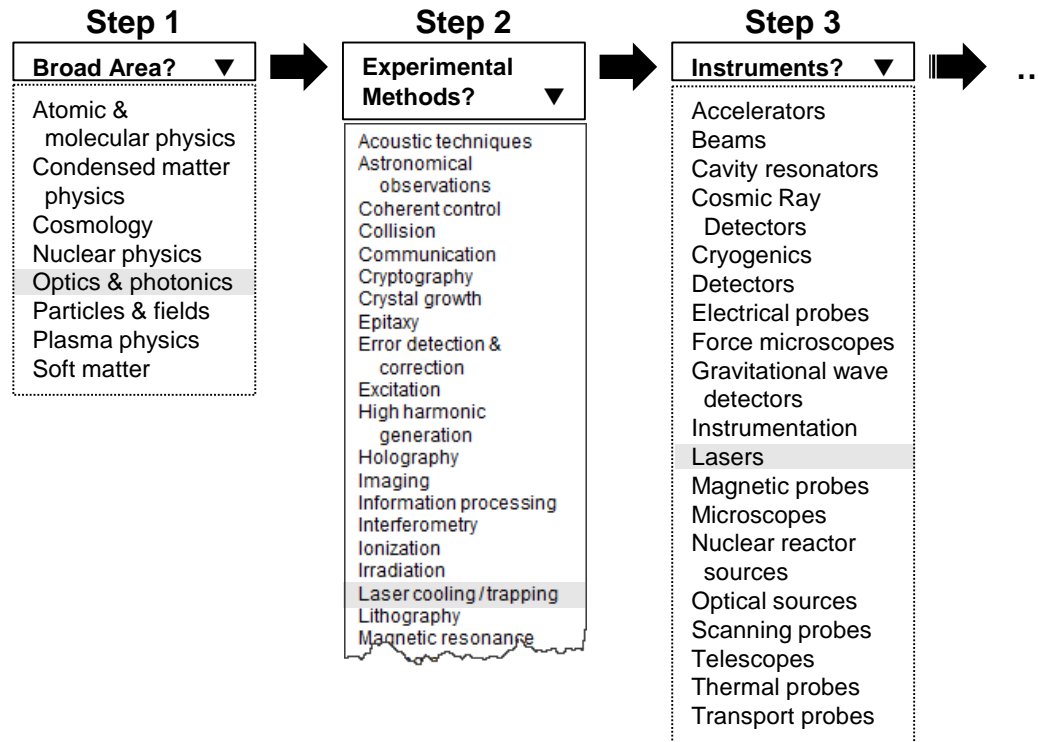 Step 1
Broad Area? ▼
Atomic &
molecular physics
Condensed matter
physics
Cosmology
Nuclear physics
Optics & photonics
Particles & fields
Plasma physics
Soft matter
Step 2
Experimental
Methods? ▼
Acoustic techniques
Astronomical
observations
Coherent control
Collision
Communication
Cryptography
Crystal growth
Epitaxy
Error detection &
correction
Excitation
High harmonic
generation
Holography
Imaging
Information processing
Interferometry
Ionization
Irradiation
Laser cooling / trapping
Lithography
Magnetic resonance
Step 3
Instruments? ▼
Accelerators
Beams
Cavity resonators
Cosmic Ray
Detectors
Cryogenics
Detectors
Electrical probes
Force microscopes
Gravitational wave
detectors
Instrumentation
Lasers
Magnetic probes
Microscopes
Nuclear reactor
sources
Optical sources
Scanning probes
Telescopes
Thermal probes
Transport probes
..